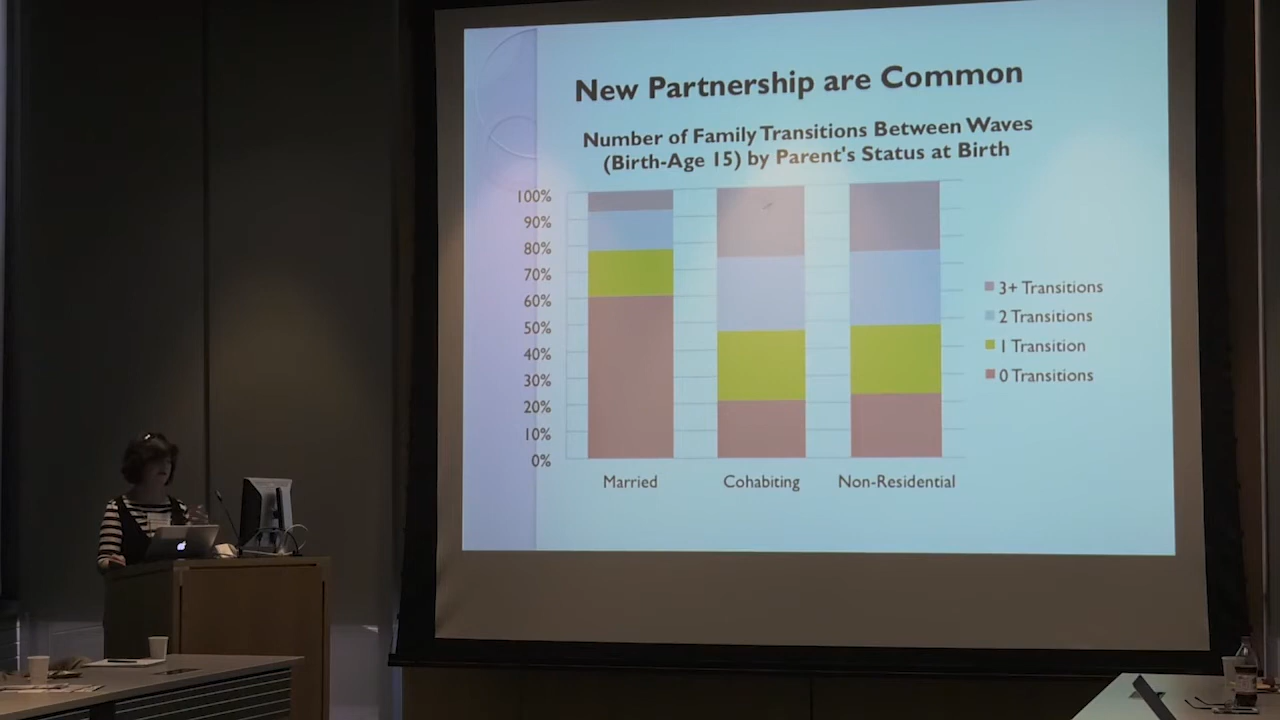 New Partnership are Common
Number of Family Transitions Between Waves
(Birth-Age 15) by Parent's Status at Birth
100%
90%
80%
70%
60%
50%
40%
30%
20%
10%
0%
Married
Cohabiting
Non-Residential
3+ Transitions
2 Transitions
1 Transition
0 Transitions